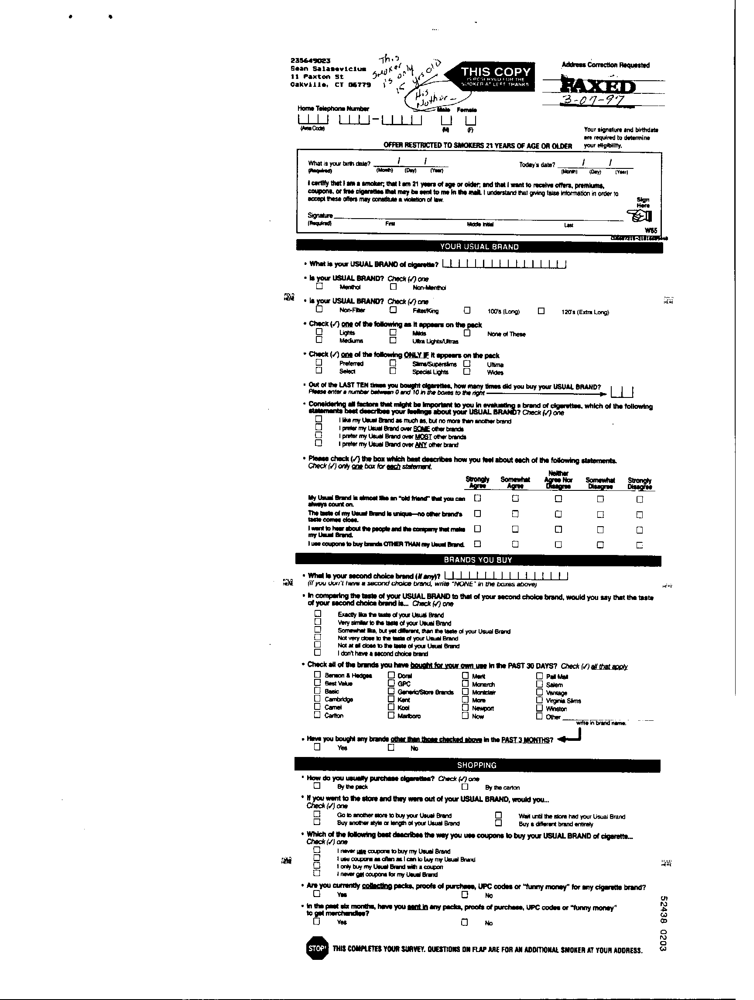 235649023
Sean Salasevicium
11 Paxton St
Oakville, CT 06779
This
Smoker
is only
15 yrs old
His
Mother-
THIS COPY
IS RESERVED FOR THE
SMOKER AT LEFT. THANKS
Address Correction Requested
FAXED
3-07-97
Home Telephone Number
Male Female
(Area Code) (M) (F)
Your signature and birthdate
are required to determine
your eligibility.
OFFER RESTRICTED TO SMOKERS 21 YEARS OF AGE OR OLDER
What is your birth date? / / Today's date? / /
(Required) (Month) (Day) (Year) (Month) (Day) (Year)
I certify that I am a smoker; that I am 21 years of age or older; and that I want to receive offers, premiums,
coupons, or free cigarettes that may be sent to me in the mail. I understand that giving false information in order to
accept these offers may constitute a violation of law.
Sign
Here
Signature
(Required) First Middle Initial Last
W55
YOUR USUAL BRAND
• What is your USUAL BRAND of cigarette?
• Is your USUAL BRAND? Check (✓) one
Menthol Non-Menthol
• Is your USUAL BRAND? Check (✓) one
Non-Filter Filter/King 100's (Long) 120's (Extra Long)
• Check (✓) one of the following as it appears on the pack
Lights Milds None of These
Mediums Ultra Lights/Ultras
• Check (✓) one of the following ONLY IF it appears on the pack
Preferred Slims/Superslims Ultima
Select Special Lights Wides
• Out of the LAST TEN times you bought cigarettes, how many times did you buy your USUAL BRAND?
Please enter a number between 0 and 10 in the boxes to the right
• Considering all factors that might be important to you in evaluating a brand of cigarettes, which of the following
statements best describes your feelings about your USUAL BRAND? Check (✓) one
I like my Usual Brand as much as, but no more than another brand
I prefer my Usual Brand over SOME other brands
I prefer my Usual Brand over MOST other brands
I prefer my Usual Brand over ANY other brand
• Please check (✓) the box which best describes how you feel about each of the following statements.
Check (✓) only one box for each statement.
Strongly Agree Somewhat Agree Neither Agree Nor Disagree Somewhat Disagree Strongly Disagree
My Usual Brand is almost like an "old friend" that you can
always count on.
The taste of my Usual Brand is unique—no other brand's
taste comes close.
I want to hear about the people and the company that make
my Usual Brand.
I use coupons to buy brands OTHER THAN my Usual Brand.
BRANDS YOU BUY
• What is your second choice brand (if any)?
(If you don't have a second choice brand, write "NONE" in the boxes above)
• In comparing the taste of your USUAL BRAND to that of your second choice brand, would you say that the taste
of your second choice brand is... Check (✓) one
Exactly like the taste of your Usual Brand
Very similar to the taste of your Usual Brand
Somewhat like, but yet different, than the taste of your Usual Brand
Not very close to the taste of your Usual Brand
Not at all close to the taste of your Usual Brand
I don't have a second choice brand
• Check all of the brands you have bought for your own use in the PAST 30 DAYS? Check (✓) all that apply
Benson & Hedges Doral Merit Pall Mall
Best Value GPC Monarch Salem
Basic Generic/Store Brands Montclair Vantage
Cambridge Kent More Virginia Slims
Camel Kool Newport Winston
Carlton Marlboro Now Other
write in brand name.
• Have you bought any brands other than those checked above in the PAST 3 MONTHS?
Yes No
SHOPPING
• How do you usually purchase cigarettes? Check (✓) one
By the pack By the carton
• If you went to the store and they were out of your USUAL BRAND, would you...
Check (✓) one
Go to another store to buy your Usual Brand Wait until the store had your Usual Brand
Buy another style or length of your Usual Brand Buy a different brand entirely
• Which of the following best describes the way you use coupons to buy your USUAL BRAND of cigarette...
Check (✓) one
I never use coupons to buy my Usual Brand
I use coupons as often as I can to buy my Usual Brand
I only buy my Usual Brand with a coupon
I never get coupons for my Usual Brand
• Are you currently collecting packs, proofs of purchase, UPC codes or "funny money" for any cigarette brand?
Yes No
• In the past six months, have you sent in any packs, proofs of purchase, UPC codes or "funny money"
to get merchandise?
Yes No
STOP!
THIS COMPLETES YOUR SURVEY. QUESTIONS ON FLAP ARE FOR AN ADDITIONAL SMOKER AT YOUR ADDRESS.
52438 0203